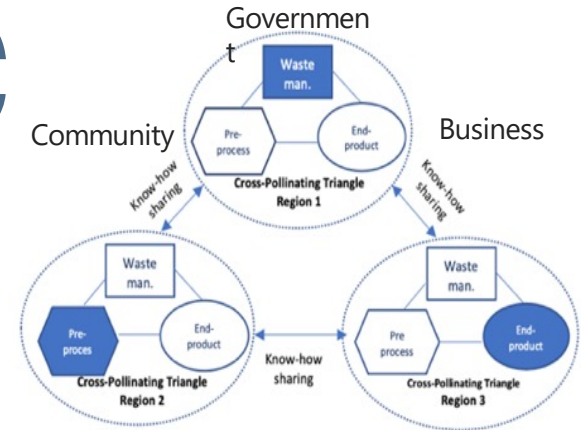 Governmen
t
Waste
man.
Community
Business
Pre-
process
End-
product
Cross-Pollinating Triangle
Region 1
Know-how
sharing
Know-how
sharing
Waste
man.
Pre-
proces
End-
product
Cross-Pollinating Triangle
Region 2
Know-how
sharing
Waste
man.
Pre
process
End-
product
Cross-Pollinating Triangle
Region 3